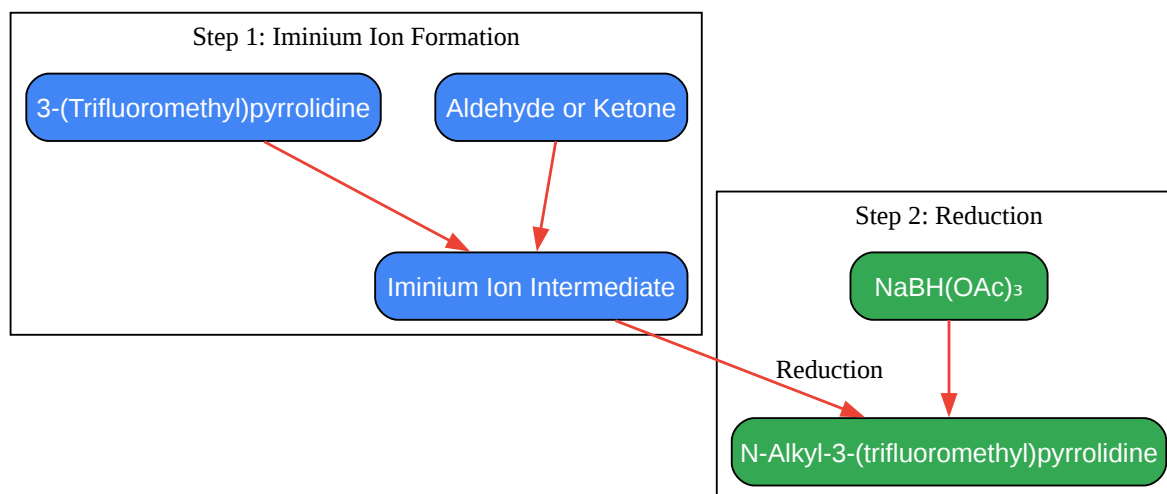 Step 1: Iminium Ion Formation
3-(Trifluoromethyl)pyrrolidine
Aldehyde or Ketone
Iminium Ion Intermediate
Step 2: Reduction
NaBH(OAc)₃
Reduction
N-Alkyl-3-(trifluoromethyl)pyrrolidine